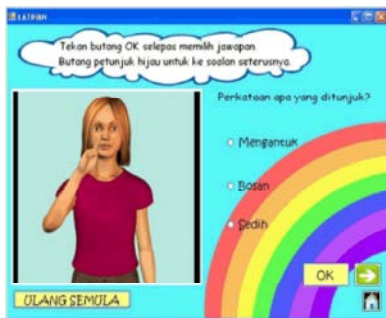 LATIHAN
Tekan butang OK selepas memilih jawapan.
Butang petunjuk hijau untuk ke soalan seterusnya.
Perkataan apa yang ditunjuk?
Mengantuk
Bosan
Sedih
OK
ULANG SEMULA